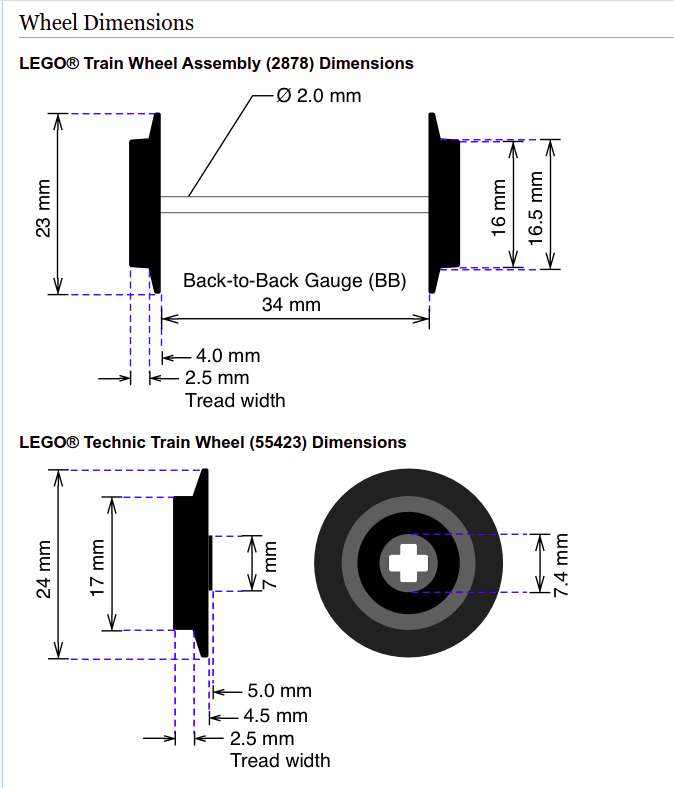 Wheel Dimensions
LEGO® Train Wheel Assembly (2878) Dimensions
Ø 2.0 mm
23 mm
16 mm
16.5 mm
Back-to-Back Gauge (BB)
34 mm
4.0 mm
2.5 mm
Tread width
LEGO® Technic Train Wheel (55423) Dimensions
24 mm
17 mm
7 mm
7.4 mm
5.0 mm
4.5 mm
2.5 mm
Tread width